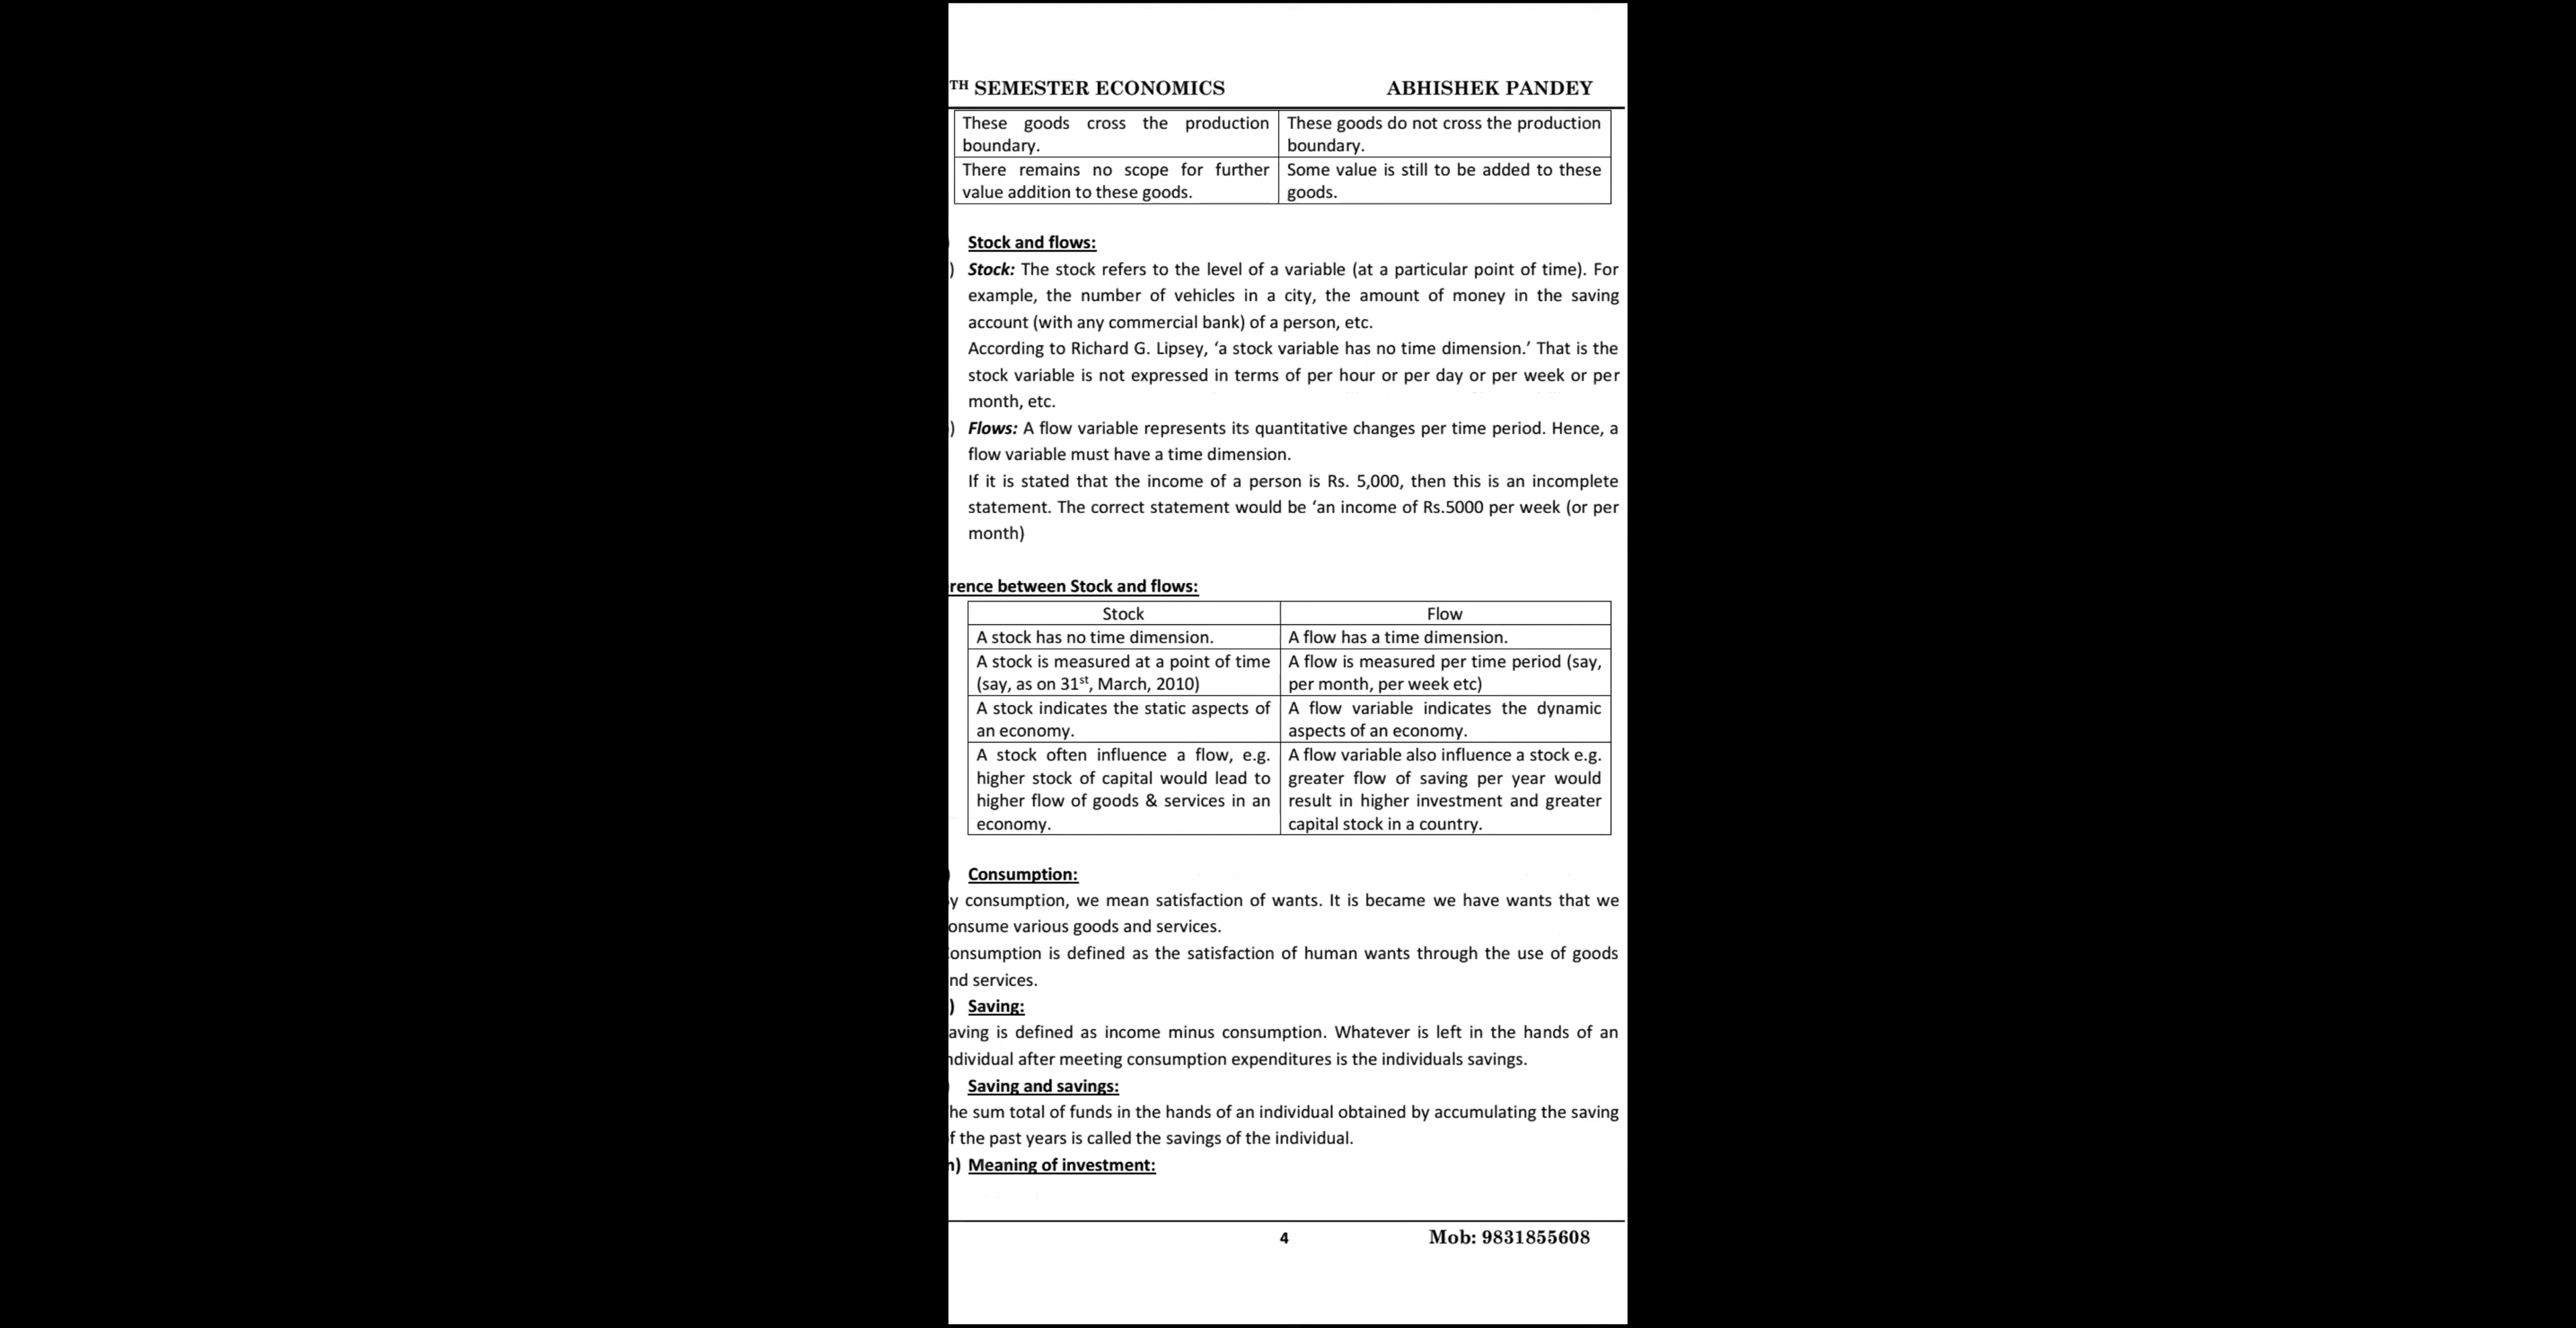 TH SEMESTER ECONOMICS ABHISHEK PANDEY
These goods cross the production boundary.
These goods do not cross the production boundary.
There remains no scope for further value addition to these goods.
Some value is still to be added to these goods.
Stock and flows:
) Stock: The stock refers to the level of a variable (at a particular point of time). For
example, the number of vehicles in a city, the amount of money in the saving
account (with any commercial bank) of a person, etc.
According to Richard G. Lipsey, ‘a stock variable has no time dimension.’ That is the
stock variable is not expressed in terms of per hour or per day or per week or per
month, etc.
) Flows: A flow variable represents its quantitative changes per time period. Hence, a
flow variable must have a time dimension.
If it is stated that the income of a person is Rs. 5,000, then this is an incomplete
statement. The correct statement would be ‘an income of Rs.5000 per week (or per
month)
rence between Stock and flows:
Stock Flow
A stock has no time dimension. A flow has a time dimension.
A stock is measured at a point of time
(say, as on 31st, March, 2010)
A flow is measured per time period (say,
per month, per week etc)
A stock indicates the static aspects of
an economy.
A flow variable indicates the dynamic
aspects of an economy.
A stock often influence a flow, e.g.
higher stock of capital would lead to
higher flow of goods & services in an
economy.
A flow variable also influence a stock e.g.
greater flow of saving per year would
result in higher investment and greater
capital stock in a country.
) Consumption:
y consumption, we mean satisfaction of wants. It is became we have wants that we
onsume various goods and services.
onsumption is defined as the satisfaction of human wants through the use of goods
nd services.
) Saving:
aving is defined as income minus consumption. Whatever is left in the hands of an
dividual after meeting consumption expenditures is the individuals savings.
Saving and savings:
he sum total of funds in the hands of an individual obtained by accumulating the saving
f the past years is called the savings of the individual.
) Meaning of investment:
4 Mob: 9831855608